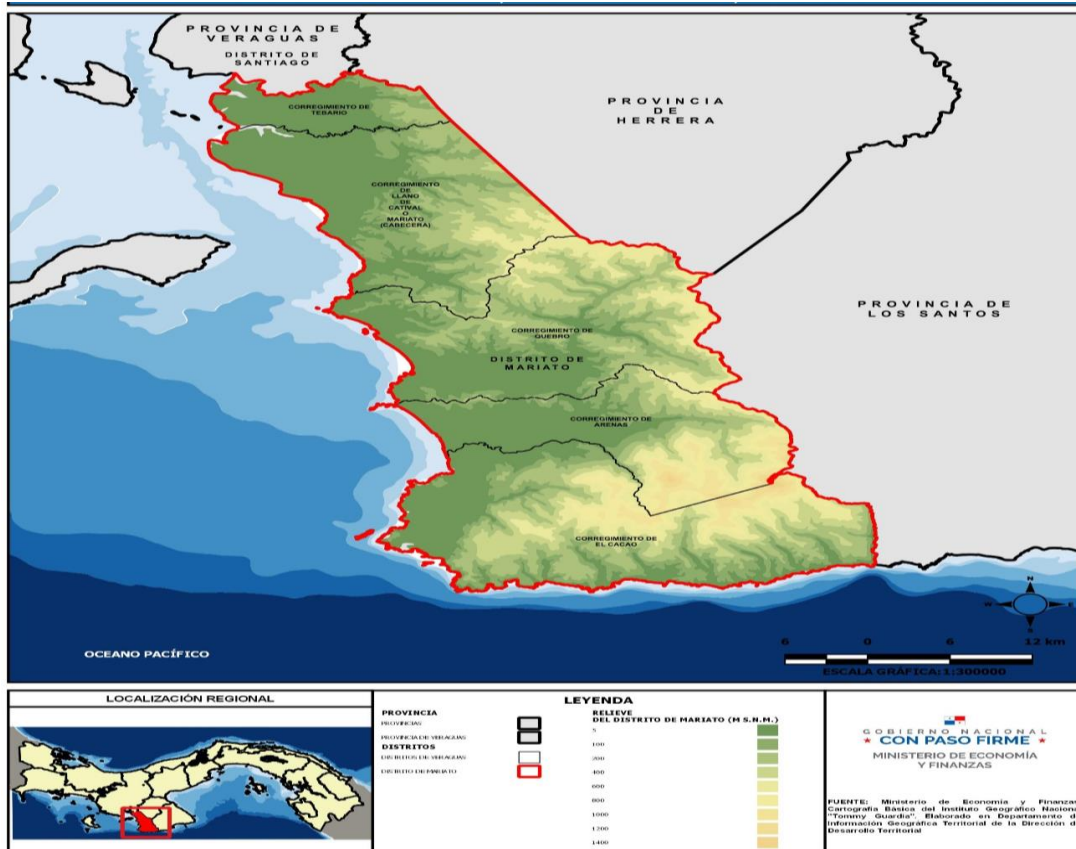 PROVINCIA DE
VERAGUAS
DISTRITO DE
SANTIAGO
CORREGIMIENTO DE
TEBARIO
PROVINCIA
DE
HERRERA
CORREGIMIENTO
DE
LLANO
DE
CATIVAL
O
MARIATO
(CABECERA)
PROVINCIA DE
LOS SANTOS
CORREGIMIENTO DE
QUEBRO
DISTRITO DE
MARIATO
CORREGIMIENTO DE
ARENAS
CORREGIMIENTO DE
EL CACAO
N
W E
S
OCEANO PACÍFICO
6 0 6 12 km
ESCALA GRÁFICA:1:300000
LOCALIZACIÓN REGIONAL
LEYENDA
PROVINCIA
PROVINCIAS
PROVINCIA DE VERAGUAS
DISTRITOS
DISTRITOS DE VERAGUAS
DISTRITO DE MARIATO
RELIEVE
DEL DISTRITO DE MARIATO (M S.N.M.)
5
100
200
400
600
800
1000
1200
1400
GOBIERNO NACIONAL
CON PASO FIRME
MINISTERIO DE ECONOMÍA
Y FINANZAS
FUENTE: Ministerio de Economía y Finanzas
Cartografía Básica del Instituto Geográfico Naciona
"Tommy Guardia". Elaborado en Departamento d
Información Geográfica Territorial de la Dirección d
Desarrollo Territorial